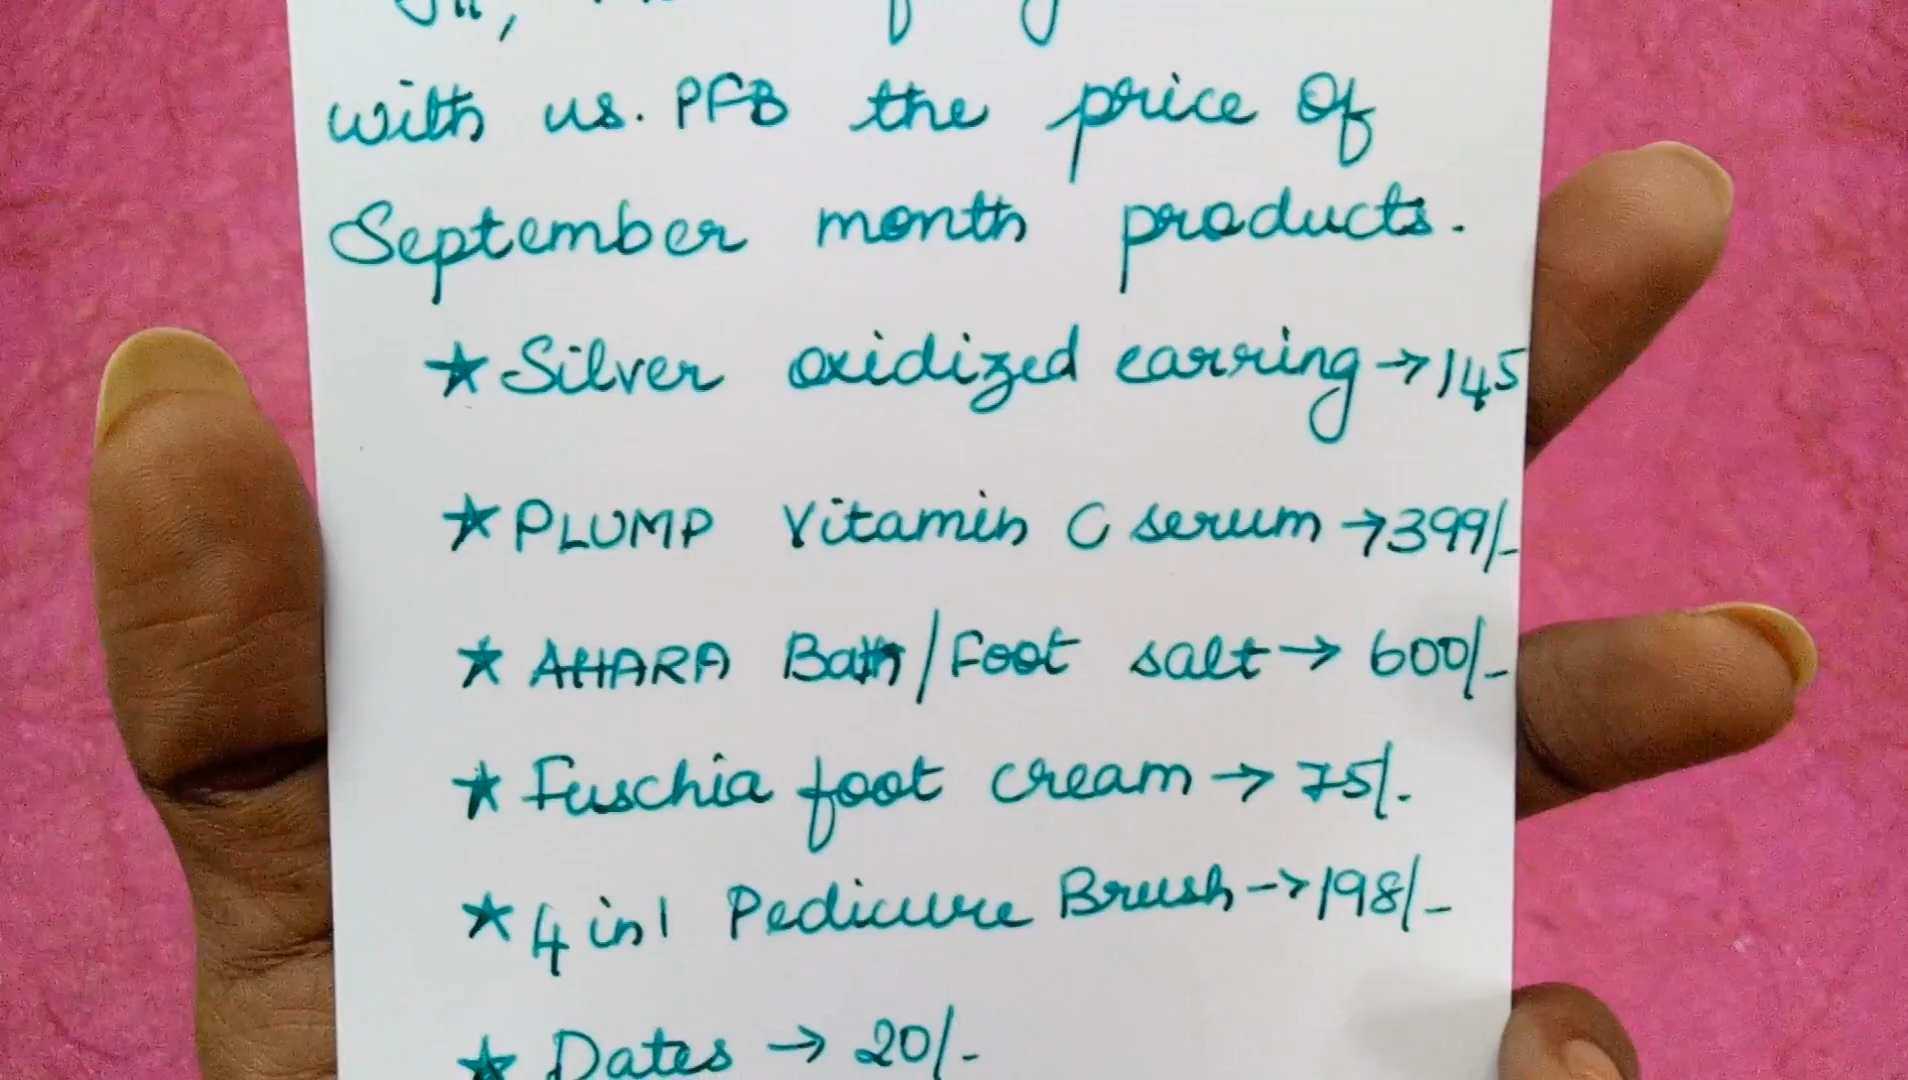 with us. PFB the price of
September month products.
★ Silver oxidized earring → 145
★ PLUMP Vitamin C serum → 399/-
★ AHARA Bath/Foot salt → 600/-
★ Fuschia foot cream → 75/-
★ 4 in 1 Pedicure Brush → 198/-
★ Dates → 20/-